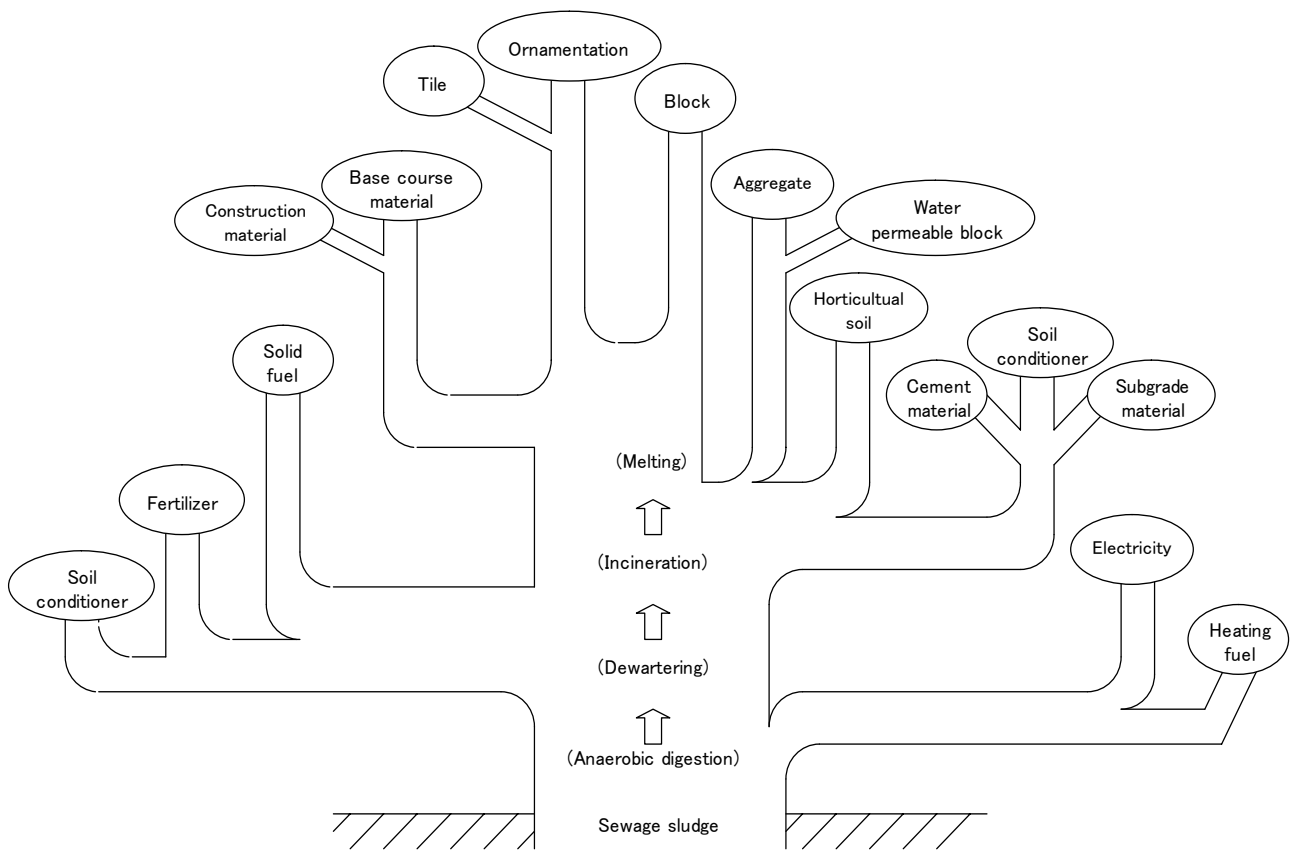 Ornamentation
Tile
Block
Base course
material
Aggregate
Construction
material
Water
permeable block
Horticultual
soil
Solid
fuel
Soil
conditioner
Cement
material
Subgrade
material
(Melting)
Fertilizer
(Incineration)
Electricity
Soil
conditioner
Heating
fuel
(Dewartering)
(Anaerobic digestion)
Sewage sludge